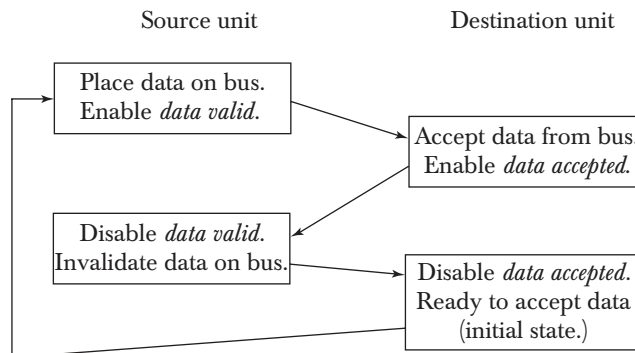 Source unit
Destination unit
Place data on bus.
Enable data valid.
Accept data from bus.
Enable data accepted.
Disable data valid.
Invalidate data on bus.
Disable data accepted.
Ready to accept data
(initial state.)